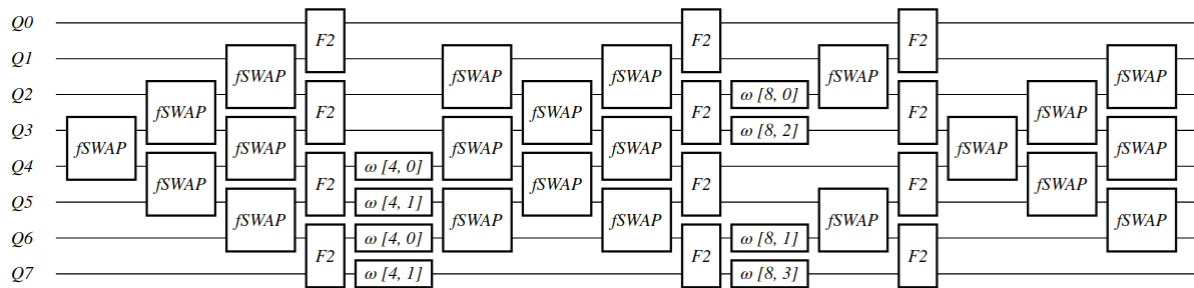 Q0
F2 F2 F2
Q1
fSWAP fSWAP fSWAP fSWAP fSWAP
Q2 ω [8, 0]
fSWAP F2 fSWAP F2 F2 fSWAP
Q3 ω [8, 2]
fSWAP fSWAP fSWAP fSWAP fSWAP fSWAP
Q4 ω [4, 0]
fSWAP F2 fSWAP F2 F2 fSWAP
Q5 ω [4, 1]
fSWAP fSWAP fSWAP fSWAP fSWAP
Q6 ω [4, 0] ω [8, 1]
F2 F2 F2
Q7 ω [4, 1] ω [8, 3]